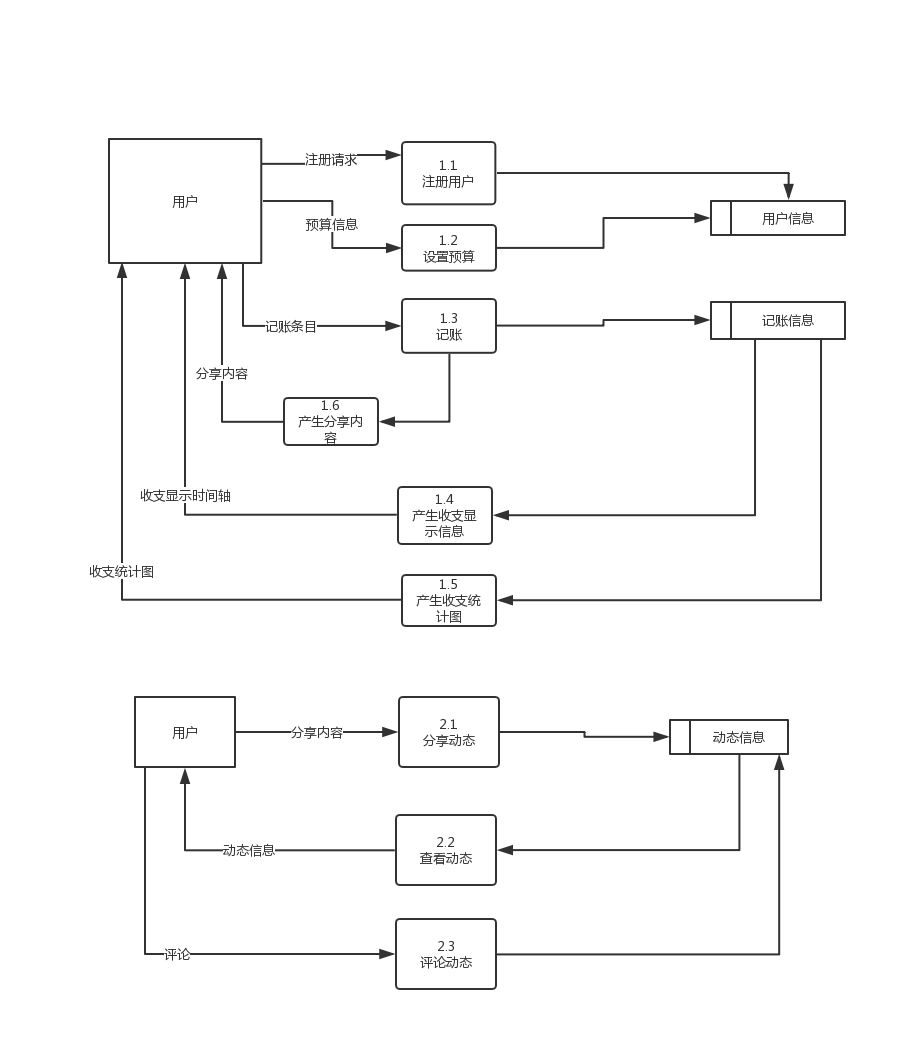 注册请求
1.1
注册用户
用户
用户信息
预算信息
1.2
设置预算
记账条目
1.3
记账
记账信息
分享内容
1.6
产生分享内
容
收支显示时间轴
1.4
产生收支显
示信息
收支统计图
1.5
产生收支统
计图
用户
分享内容
2.1
分享动态
动态信息
动态信息
2.2
查看动态
评论
2.3
评论动态